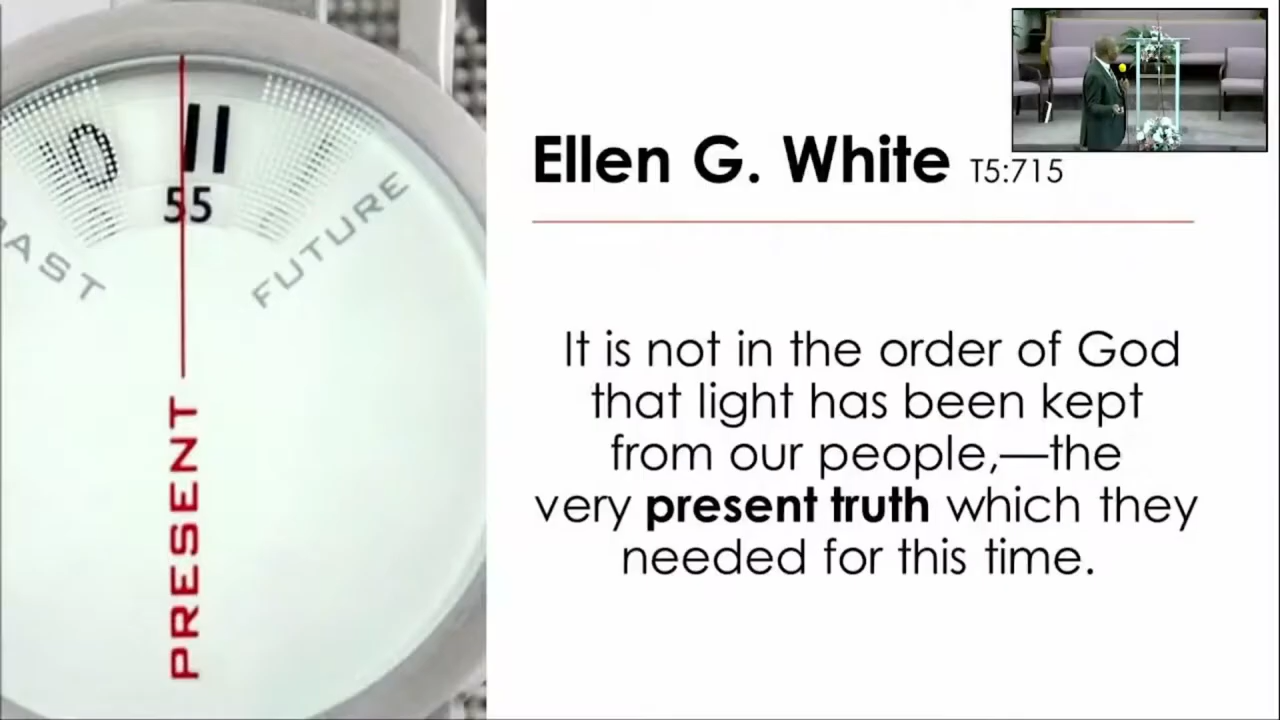 10
11
55
PAST
FUTURE
PRESENT
Ellen G. White T5:715
It is not in the order of God
that light has been kept
from our people,—the
very present truth which they
needed for this time.